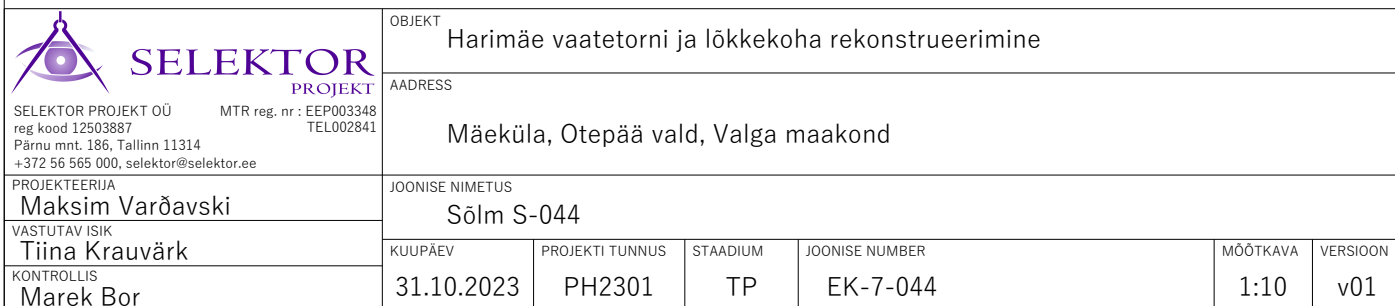 SELEKTOR
PROJEKT
SELEKTOR PROJEKT OÜ MTR reg. nr : EEP003348
reg kood 12503887 TEL002841
Pärnu mnt. 186, Tallinn 11314
+372 56 565 000, selektor@selektor.ee
OBJEKT
Harimäe vaatetorni ja lõkkekoha rekonstrueerimine
AADRESS
Mäeküla, Otepää vald, Valga maakond
PROJEKTEERIJA
Maksim Varðavski
VASTUTAV ISIK
Tiina Krauvärk
KONTROLLIS
Marek Bor
JOONISE NIMETUS
Sõlm S-044
KUUPÄEV PROJEKTI TUNNUS STAADIUM JOONISE NUMBER MÕÕTKAVA VERSIOON
31.10.2023 PH2301 TP EK-7-044 1:10 v01